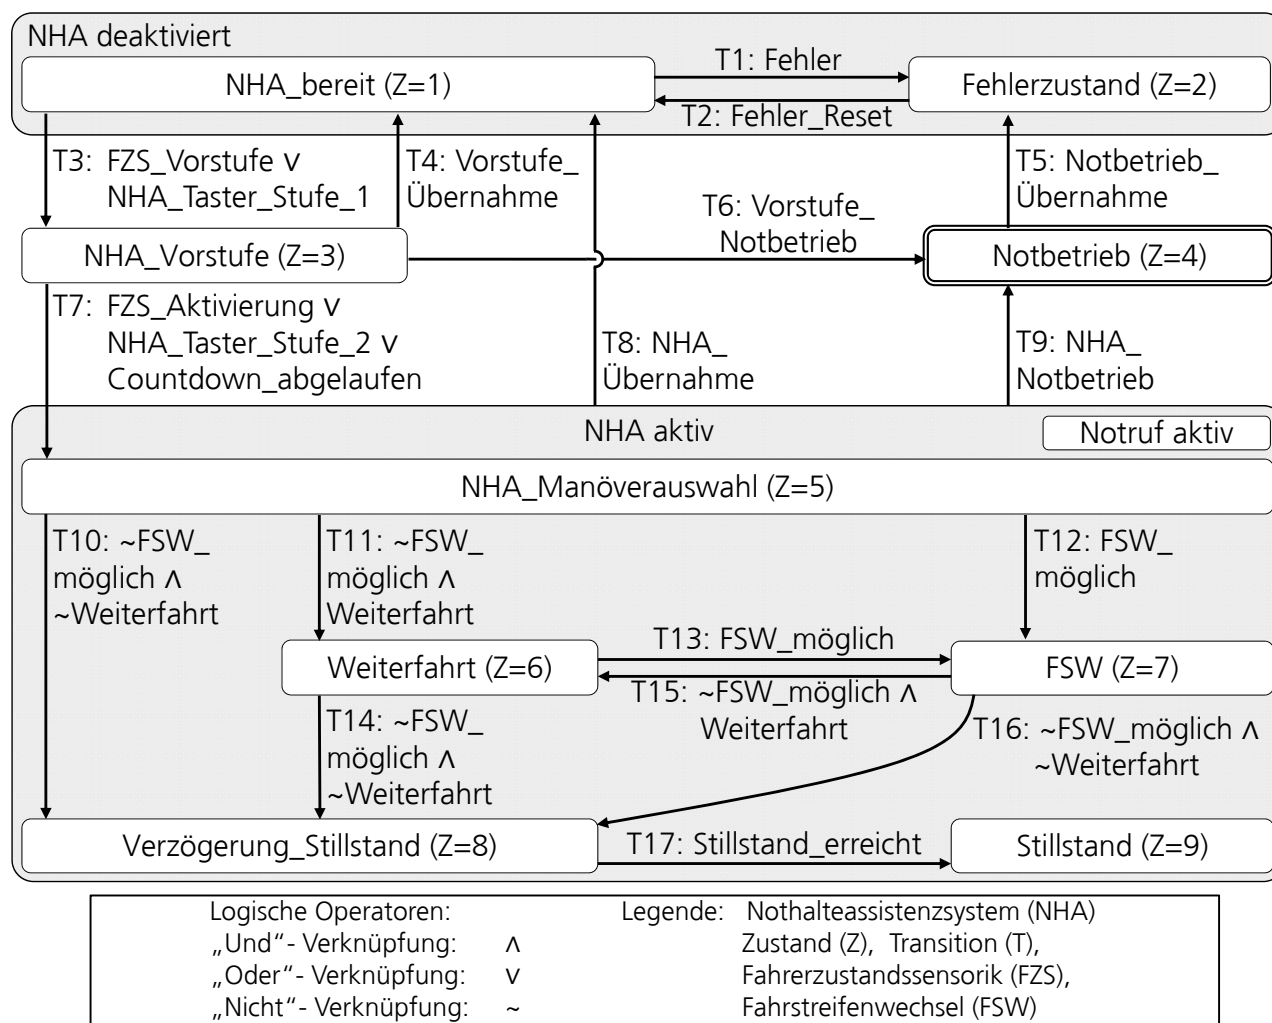 NHA deaktiviert
NHA_bereit (Z=1)
T1: Fehler
Fehlerzustand (Z=2)
T2: Fehler_Reset
T3: FZS_Vorstufe ∨
NHA_Taster_Stufe_1
T4: Vorstufe_
Übernahme
T5: Notbetrieb_
Übernahme
T6: Vorstufe_
Notbetrieb
NHA_Vorstufe (Z=3)
Notbetrieb (Z=4)
T7: FZS_Aktivierung ∨
NHA_Taster_Stufe_2 ∨
Countdown_abgelaufen
T8: NHA_
Übernahme
T9: NHA_
Notbetrieb
NHA aktiv
Notruf aktiv
NHA_Manöverauswahl (Z=5)
T10: ~FSW_
möglich ∧
~Weiterfahrt
T11: ~FSW_
möglich ∧
Weiterfahrt
T12: FSW_
möglich
T13: FSW_möglich
Weiterfahrt (Z=6)
FSW (Z=7)
T15: ~FSW_möglich ∧
Weiterfahrt
T14: ~FSW_
möglich ∧
~Weiterfahrt
T16: ~FSW_möglich ∧
~Weiterfahrt
Verzögerung_Stillstand (Z=8)
T17: Stillstand_erreicht
Stillstand (Z=9)
Logische Operatoren:
„Und“- Verknüpfung: ∧
„Oder“- Verknüpfung: ∨
„Nicht“- Verknüpfung: ~
Legende: Nothalteassistenzsystem (NHA)
Zustand (Z), Transition (T),
Fahrerzustandssensorik (FZS),
Fahrstreifenwechsel (FSW)